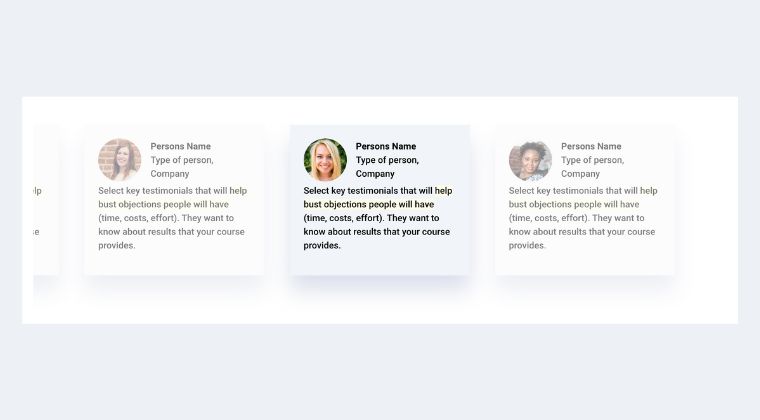 elp
se
Persons Name
Type of person,
Company
Select key testimonials that will help
bust objections people will have
(time, costs, effort). They want to
know about results that your course
provides.
Persons Name
Type of person,
Company
Select key testimonials that will help
bust objections people will have
(time, costs, effort). They want to
know about results that your course
provides.
Persons Name
Type of person,
Company
Select key testimonials that will help
bust objections people will have
(time, costs, effort). They want to
know about results that your course
provides.